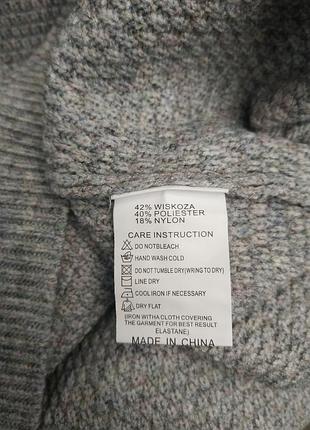 42% WISKOZA
40% POLIESTER
18% NYLON
CARE INSTRUCTION
DO NOTBLEACH
HAND WASH COLD
DO NOT TUMBLE DRY(WRING TO DRY)
LINE DRY
COOL IRON IF NECESSARY
DRY FLAT
(IRON WITHA CLOTH COVERING
THE GARMENT FOR BEST RESULT
ELASTANE)
MADE IN CHINA